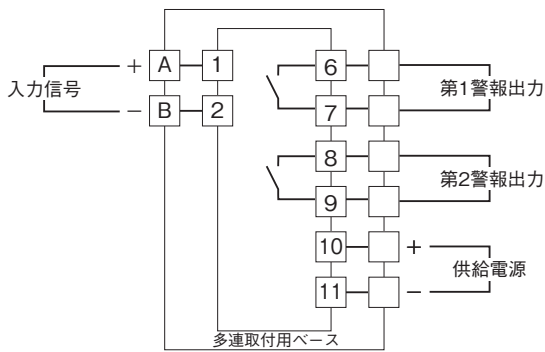 入力信号
+ A 1
− B 2
6
7
第1警報出力
8
9
第2警報出力
10 +
11 −
供給電源
多連取付用ベース